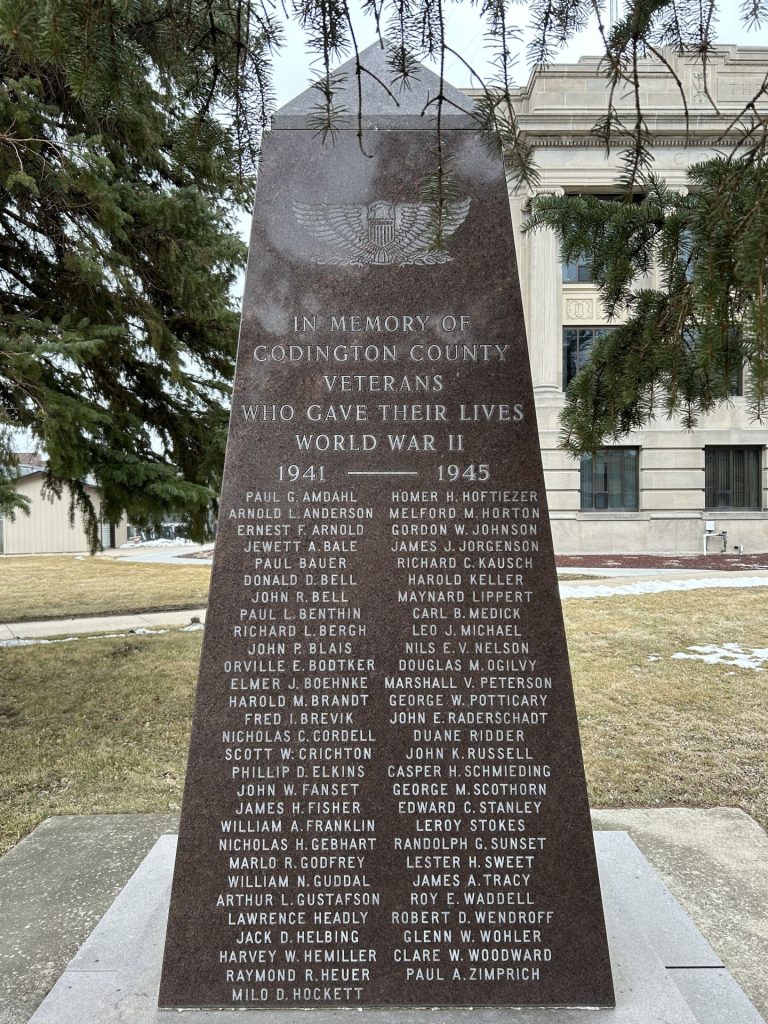 IN MEMORY OF
CODINGTON COUNTY
VETERANS
WHO GAVE THEIR LIVES
WORLD WAR II
1941 — 1945
PAUL G. AMDAHL
ARNOLD L. ANDERSON
ERNEST F. ARNOLD
JEWETT A. BALE
PAUL BAUER
DONALD D. BELL
JOHN R. BELL
PAUL L. BENTHIN
RICHARD L. BERGH
JOHN P. BLAIS
ORVILLE E. BODTKER
ELMER J. BOEHNKE
HAROLD M. BRANDT
FRED I. BREVIK
NICHOLAS C. CORDELL
SCOTT W. CRICHTON
PHILLIP D. ELKINS
JOHN W. FANSET
JAMES H. FISHER
WILLIAM A. FRANKLIN
NICHOLAS H. GEBHART
MARLO R. GODFREY
WILLIAM N. GUDDAL
ARTHUR L. GUSTAFSON
LAWRENCE HEADLY
JACK D. HELBING
HARVEY W. HEMILLER
RAYMOND R. HEUER
MILO D. HOCKETT
HOMER H. HOFTIEZER
MELFORD M. HORTON
GORDON W. JOHNSON
JAMES J. JORGENSON
RICHARD C. KAUSCH
HAROLD KELLER
MAYNARD LIPPERT
CARL B. MEDICK
LEO J. MICHAEL
NILS E. V. NELSON
DOUGLAS M. OGILVY
MARSHALL V. PETERSON
GEORGE W. POTTICARY
JOHN E. RADERSCHADT
DUANE RIDDER
JOHN K. RUSSELL
CASPER H. SCHMIEDING
GEORGE M. SCOTHORN
EDWARD C. STANLEY
LEROY STOKES
RANDOLPH G. SUNSET
LESTER H. SWEET
JAMES A. TRACY
ROY E. WADDELL
ROBERT D. WENDROFF
GLENN W. WOHLER
CLARE W. WOODWARD
PAUL A. ZIMPRICH